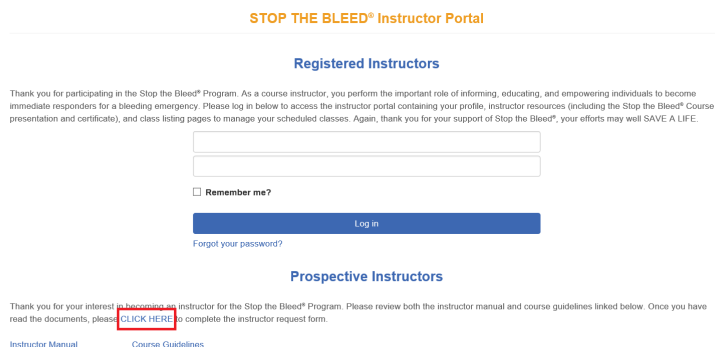 STOP THE BLEED® Instructor Portal
Registered Instructors
Thank you for participating in the Stop the Bleed® Program. As a course instructor, you perform the important role of informing, educating, and empowering individuals to become
immediate responders for a bleeding emergency. Please log in below to access the instructor portal containing your profile, instructor resources (including the Stop the Bleed® Course
presentation and certificate), and class listing pages to manage your scheduled classes. Again, thank you for your support of Stop the Bleed®, your efforts may well SAVE A LIFE.
Remember me?
Log in
Forgot your password?
Prospective Instructors
Thank you for your interest in becoming an instructor for the Stop the Bleed® Program. Please review both the instructor manual and course guidelines linked below. Once you have
read the documents, please CLICK HERE to complete the instructor request form.
Instructor Manual Course Guidelines